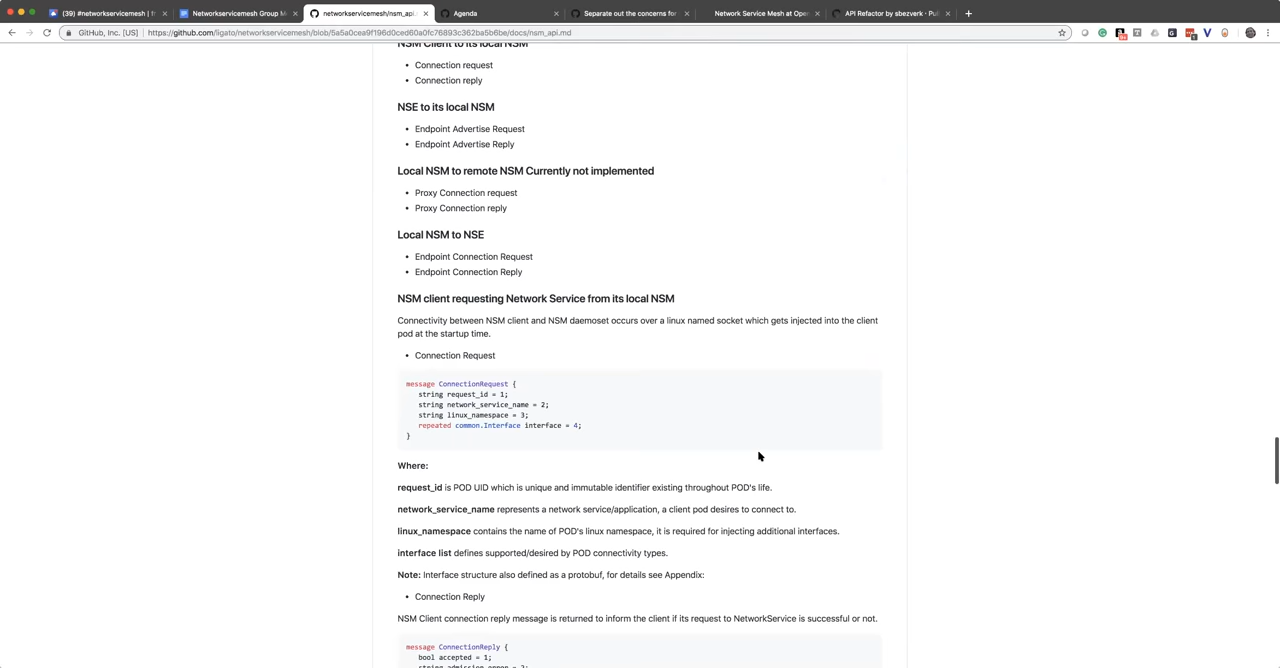 (39) #networkservicemesh | th
Networkservicemesh Group M
networkservicemesh/nsm_api.
Agenda
Separate out the concerns for
Network Service Mesh at Oper
API Refactor by sbezverk · Pull
GitHub, Inc. [US] | https://github.com/ligato/networkservicemesh/blob/5a5a0cea9f196d0ced60a0fc76893c362ba5b6be/docs/nsm_api.md
NSM Client to its local NSM
• Connection request
• Connection reply
NSE to its local NSM
• Endpoint Advertise Request
• Endpoint Advertise Reply
Local NSM to remote NSM Currently not implemented
• Proxy Connection request
• Proxy Connection reply
Local NSM to NSE
• Endpoint Connection Request
• Endpoint Connection Reply
NSM client requesting Network Service from its local NSM
Connectivity between NSM client and NSM daemoset occurs over a linux named socket which gets injected into the client
pod at the startup time.
• Connection Request
message ConnectionRequest {
string request_id = 1;
string network_service_name = 2;
string linux_namespace = 3;
repeated common.Interface interface = 4;
}
Where:
request_id is POD UID which is unique and immutable identifier existing throughout POD's life.
network_service_name represents a network service/application, a client pod desires to connect to.
linux_namespace contains the name of POD's linux namespace, it is required for injecting additional interfaces.
interface list defines supported/desired by POD connectivity types.
Note: Interface structure also defined as a protobuf, for details see Appendix:
• Connection Reply
NSM Client connection reply message is returned to inform the client if its request to NetworkService is successful or not.
message ConnectionReply {
bool accepted = 1;
string admission_error = 2;